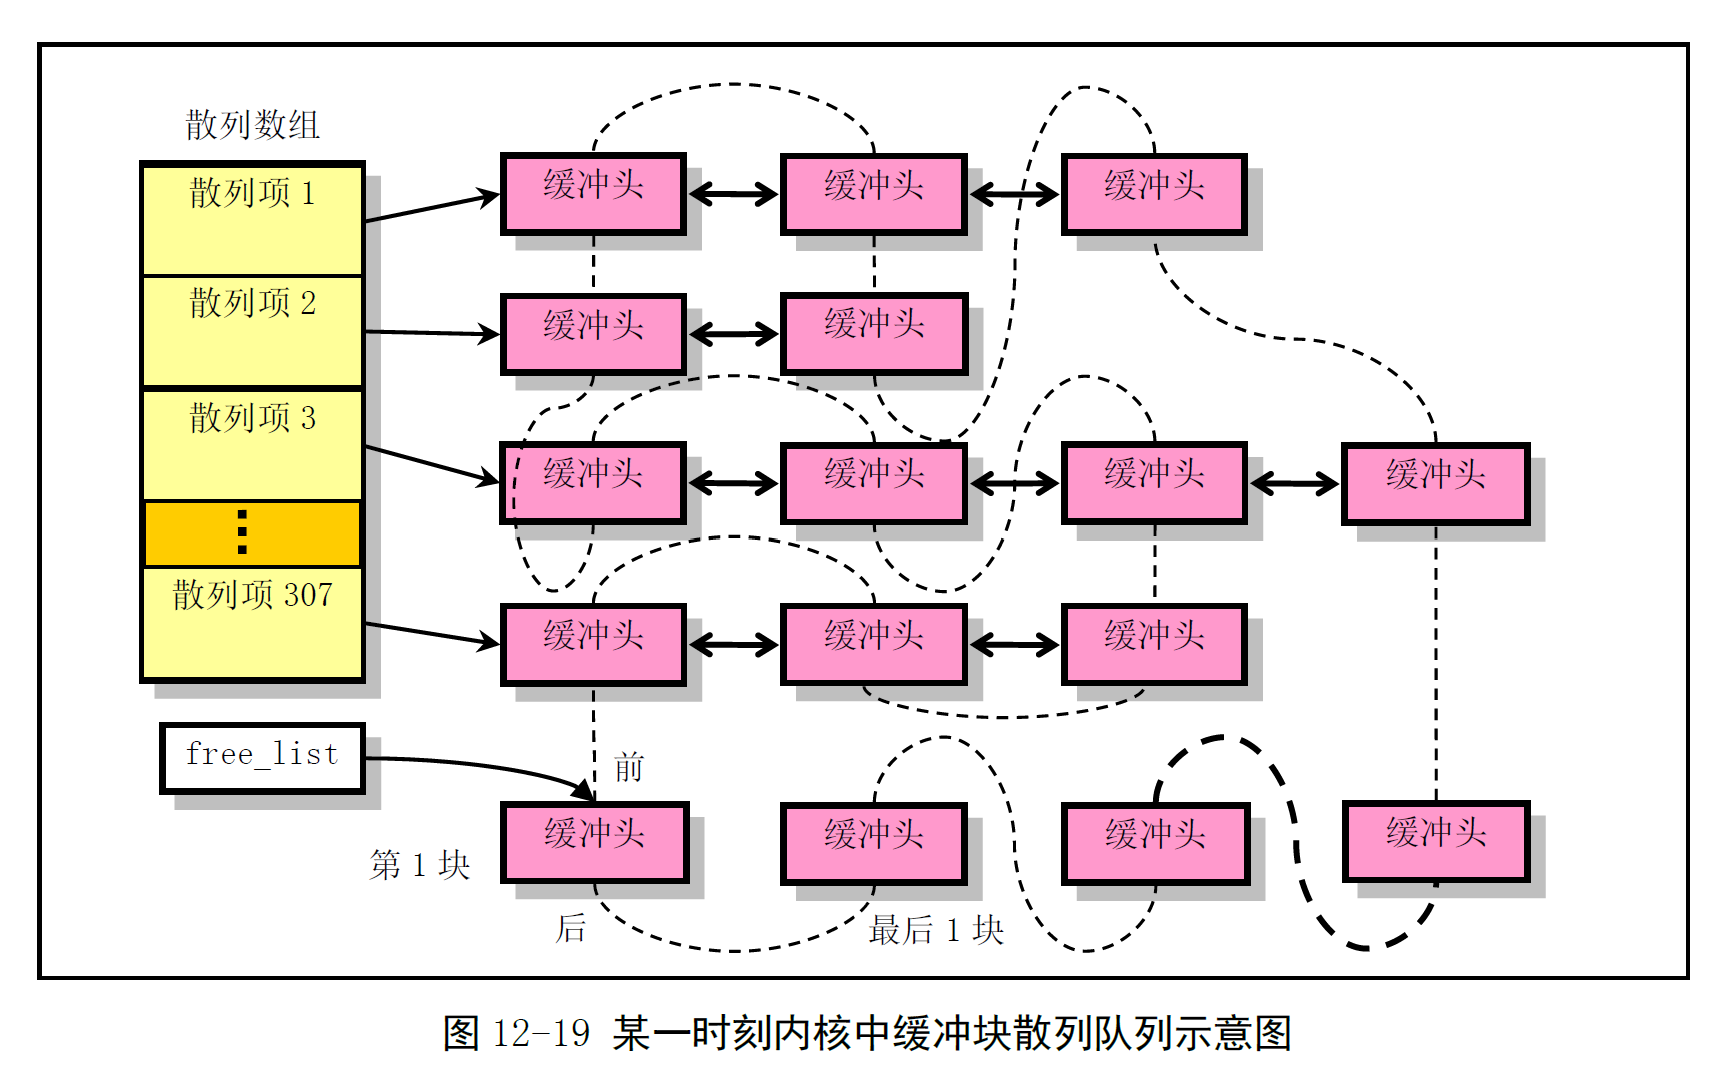 散列数组
散列项 1
缓冲头
缓冲头
缓冲头
散列项 2
缓冲头
缓冲头
散列项 3
缓冲头
缓冲头
缓冲头
缓冲头
散列项 307
缓冲头
缓冲头
缓冲头
free_list
前
缓冲头
缓冲头
缓冲头
缓冲头
第 1 块
后
最后 1 块
图 12-19 某一时刻内核中缓冲块散列队列示意图